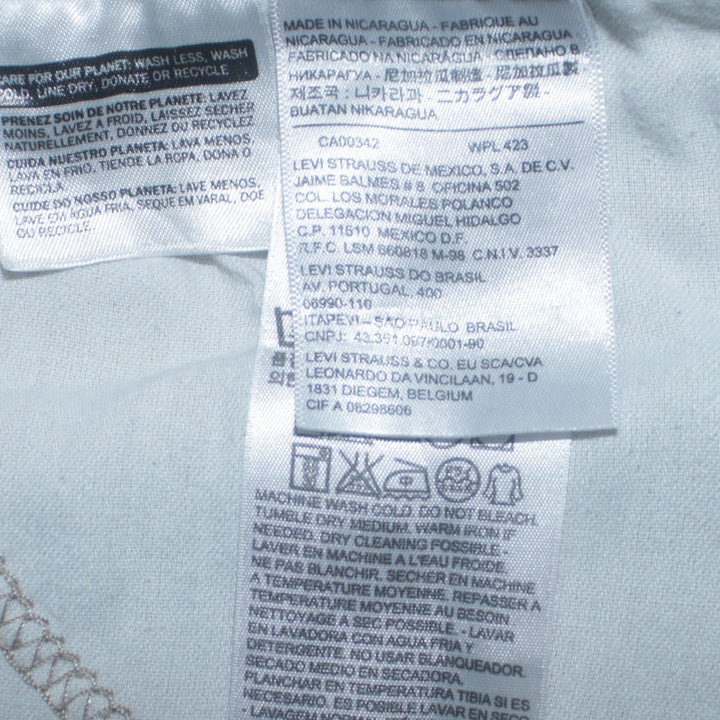 CARE FOR OUR PLANET: WASH LESS, WASH
COLD, LINE DRY, DONATE OR RECYCLE
PRENEZ SOIN DE NOTRE PLANETE: LAVEZ
MOINS, LAVEZ A FROID, LAISSEZ SÉCHER
NATURELLEMENT, DONNEZ OU RECYCLEZ
CUIDA NUESTRO PLANETA: LAVA MENOS,
LAVA EN FRIO, TIENDE LA ROPA, DONA O
RECICLA
CUIDE DO NOSSO PLANETA: LAVE MENOS,
LAVE EM ÁGUA FRIA, SEQUE EM VARAL, DOE
OU RECICLE.
MADE IN NICARAGUA - FABRIQUE AU
NICARAGUA - FABRICADO EN NICARAGUA
FABRICADO NA NICARÁGUA - СДЕЛАНО В
НИКАРАГУА - 尼加拉瓜制造 - 尼加拉瓜製
제조국 : 니카라과 - ニカラグア製 -
BUATAN NIKARAGUA
CA00342 WPL 423
LEVI STRAUSS DE MEXICO, S.A. DE C.V.
JAIME BALMES # 8 OFICINA 502
COL. LOS MORALES POLANCO
DELEGACION MIGUEL HIDALGO
C.P. 11510 MEXICO D.F.
R.F.C. LSM 660818 M-98 C.N.I.V. 3337
LEVI STRAUSS DO BRASIL
AV. PORTUGAL, 400
06990-110
ITAPEVI – SAO PAULO BRASIL
CNPJ: 43.351.097/0001-90
LEVI STRAUSS & CO. EU SCA/CVA
LEONARDO DA VINCILAAN, 19 - D
1831 DIEGEM, BELGIUM
CIF A 08298606
MACHINE WASH COLD. DO NOT BLEACH.
TUMBLE DRY MEDIUM. WARM IRON IF
NEEDED. DRY CLEANING POSSIBLE -
LAVER EN MACHINE A L'EAU FROIDE.
NE PAS BLANCHIR. SECHER EN MACHINE
A TEMPERATURE MOYENNE. REPASSER A
TEMPERATURE MOYENNE AU BESOIN
NETTOYAGE A SEC POSSIBLE. - LAVAR
EN LAVADORA CON AGUA FRIA Y
DETERGENTE. NO USAR BLANQUEADOR.
SECADO MEDIO EN SECADORA.
PLANCHAR EN TEMPERATURA TIBIA SI ES
NECESARIO. ES POSIBLE LAVAR EN SECO
- LAVAGEM